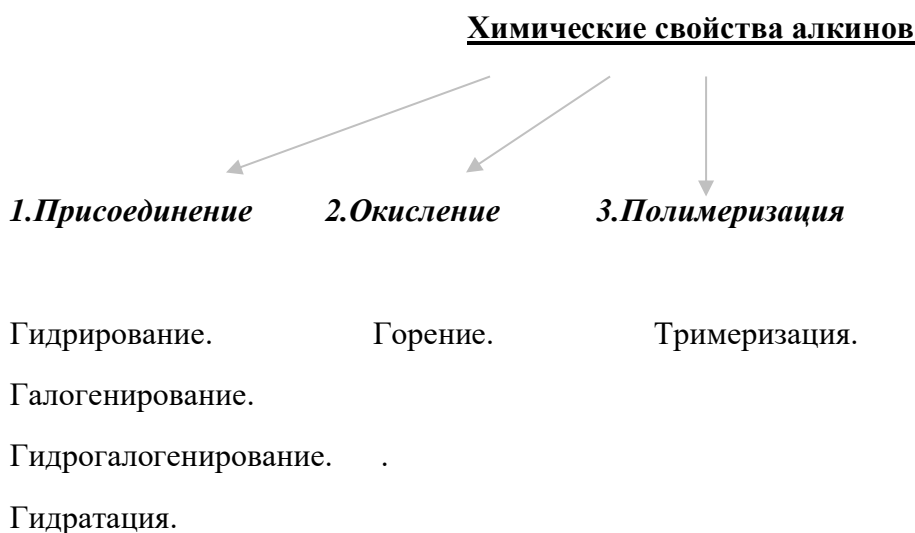 Химические свойства алкинов
1.Присоединение 2.Окисление 3.Полимеризация
Гидрирование. Горение. Тримеризация.
Галогенирование.
Гидрогалогенирование. .
Гидратация.